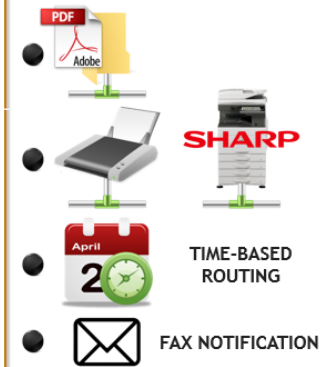 PDF
Adobe
SHARP
April
2
TIME-BASED
ROUTING
FAX NOTIFICATION